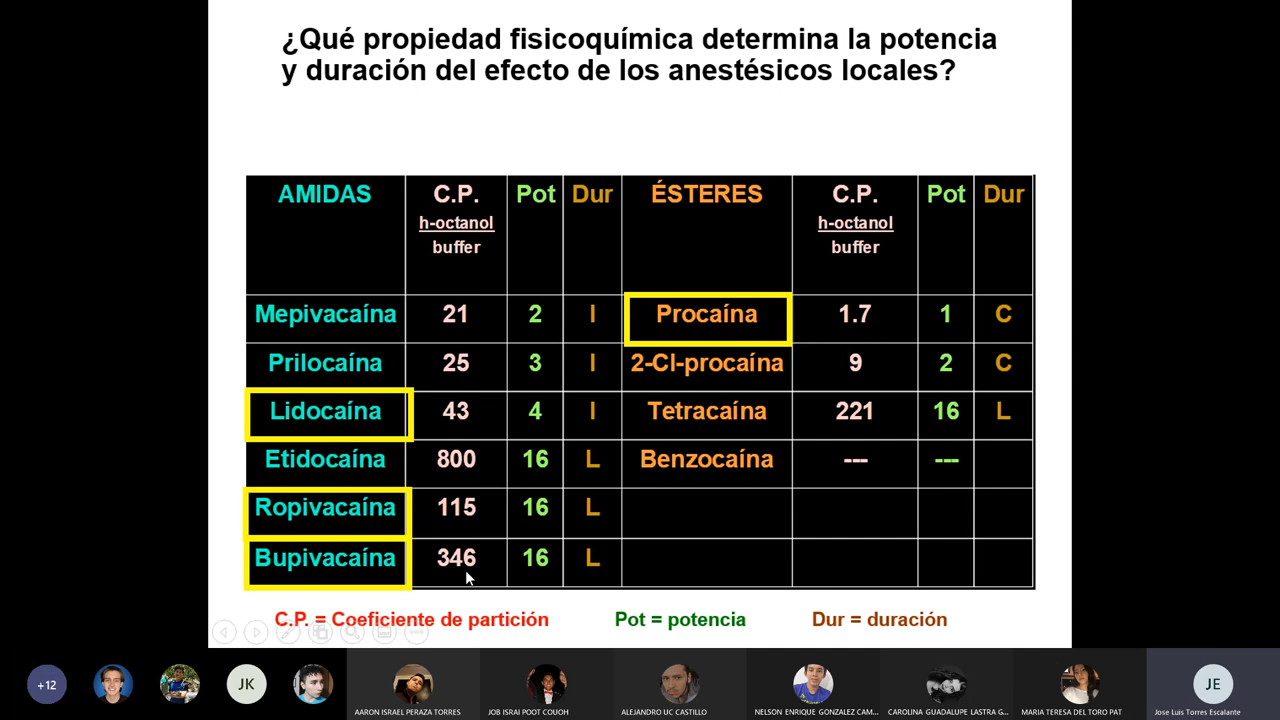 ¿Qué propiedad fisicoquímica determina la potencia
y duración del efecto de los anestésicos locales?
AMIDAS C.P. h-octanol buffer Pot Dur ÉSTERES C.P. h-octanol buffer Pot Dur
Mepivacaína 21 2 I Procaína 1.7 1 C
Prilocaína 25 3 I 2-Cl-procaína 9 2 C
Lidocaína 43 4 I Tetracaína 221 16 L
Etidocaína 800 16 L Benzocaína --- ---
Ropivacaína 115 16 L
Bupivacaína 346 16 L
C.P. = Coeficiente de partición Pot = potencia Dur = duración
+12 JK JE
AARON ISRAEL PERAZA TORRES JOB ISRAI POOT COUOH ALEJANDRO UC CASTILLO NELSON ENRIQUE GONZALEZ CAM... CAROLINA GUADALUPE LASTRA G... MARIA TERESA DEL TORO PAT Jose Luis Torres Escalante